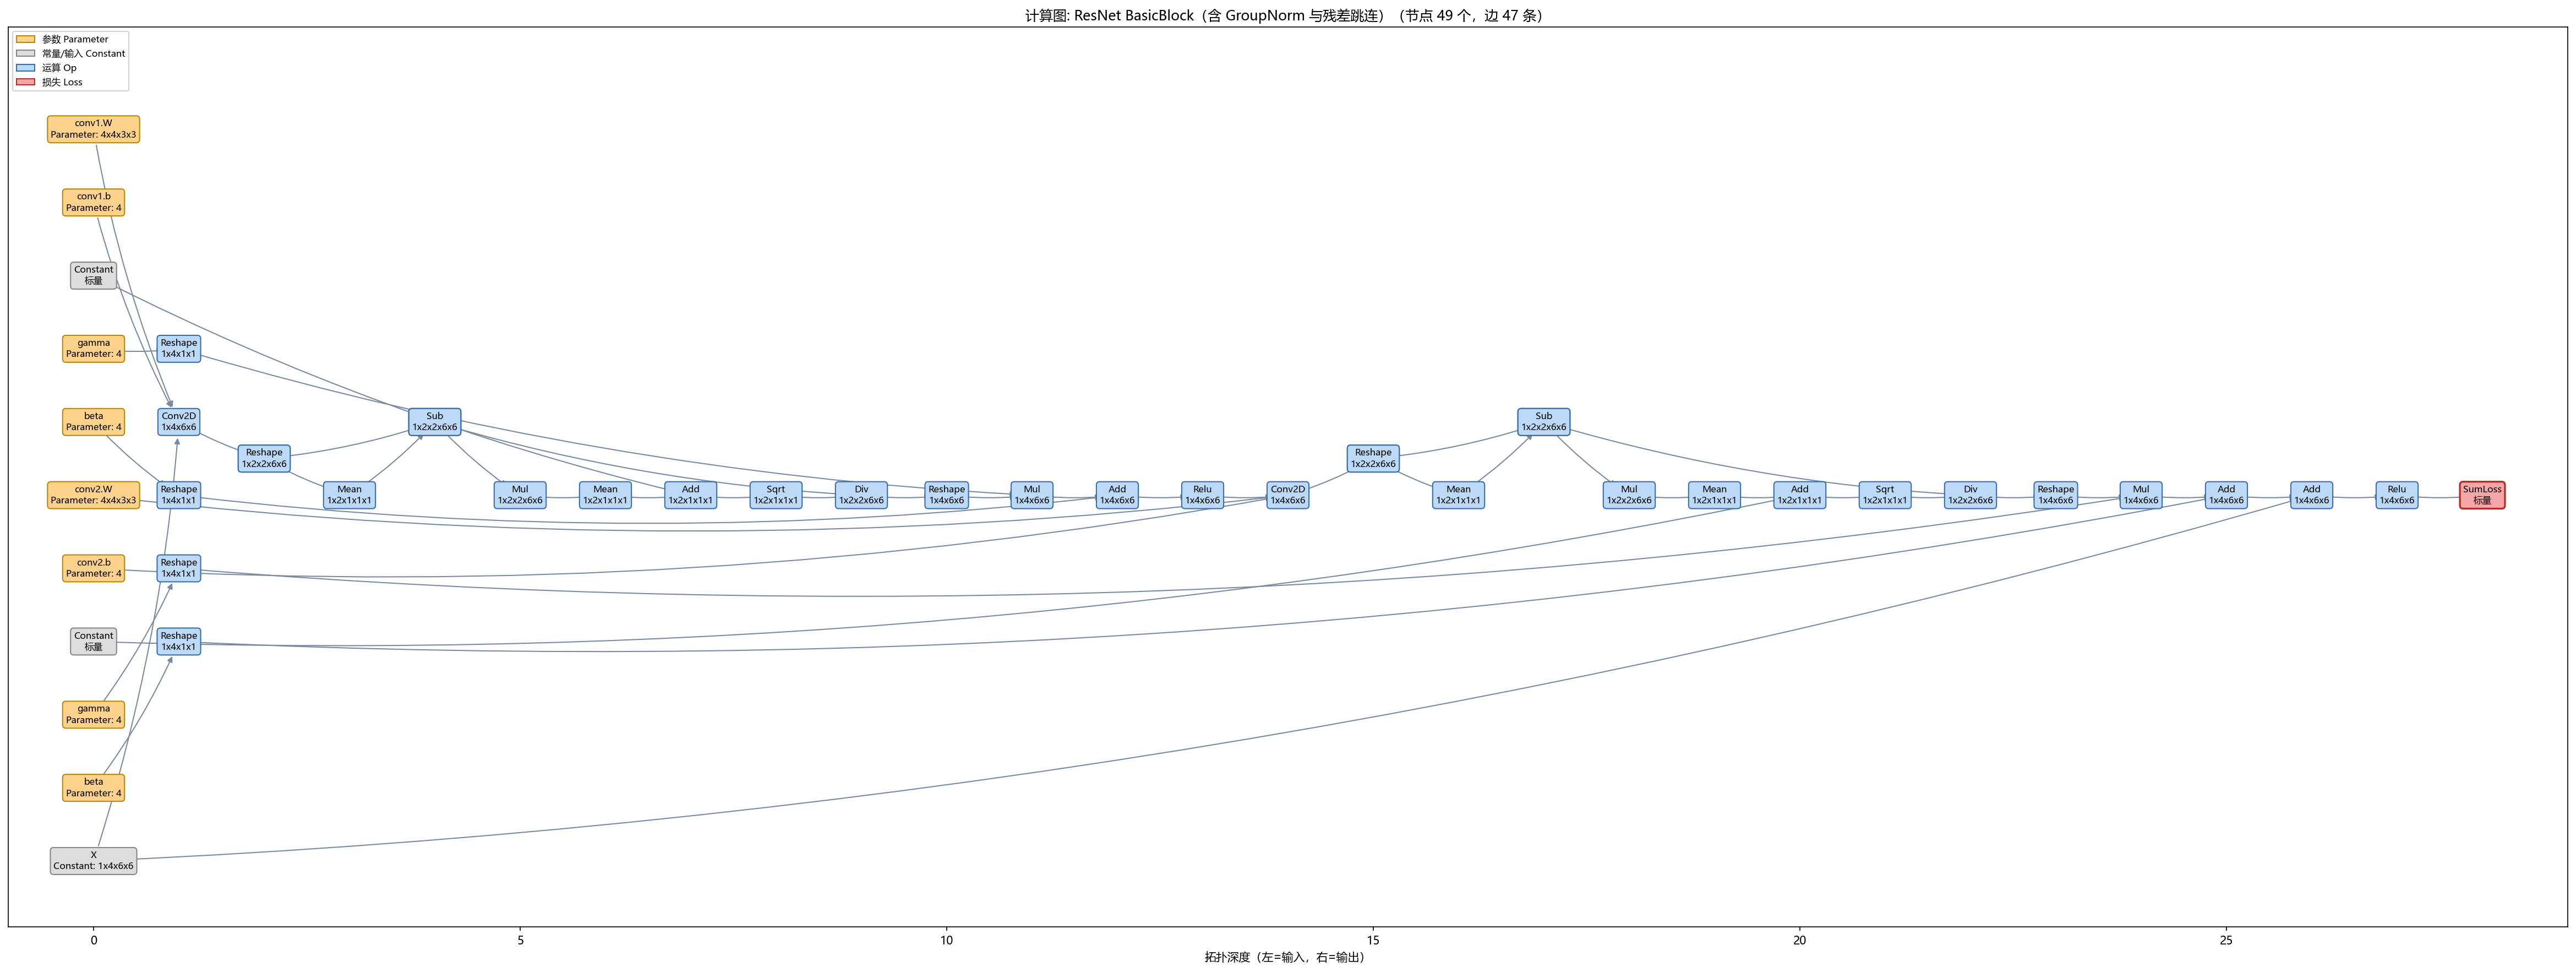 计算图: ResNet BasicBlock（含 GroupNorm 与残差跳连）（节点 49 个，边 47 条）
参数 Parameter
常量/输入 Constant
运算 Op
损失 Loss
conv1.W
Parameter: 4x4x3x3
conv1.b
Parameter: 4
Constant
标量
gamma
Parameter: 4
Reshape
1x4x1x1
beta
Parameter: 4
Conv2D
1x4x6x6
Sub
1x2x2x6x6
Sub
1x2x2x6x6
Reshape
1x2x2x6x6
Reshape
1x2x2x6x6
conv2.W
Parameter: 4x4x3x3
Reshape
1x4x1x1
Mean
1x2x1x1x1
Mul
1x2x2x6x6
Mean
1x2x1x1x1
Add
1x2x1x1x1
Sqrt
1x2x1x1x1
Div
1x2x2x6x6
Reshape
1x4x6x6
Mul
1x4x6x6
Add
1x4x6x6
Relu
1x4x6x6
Conv2D
1x4x6x6
Mean
1x2x1x1x1
Mul
1x2x2x6x6
Mean
1x2x1x1x1
Add
1x2x1x1x1
Sqrt
1x2x1x1x1
Div
1x2x2x6x6
Reshape
1x4x6x6
Mul
1x4x6x6
Add
1x4x6x6
Add
1x4x6x6
Relu
1x4x6x6
SumLoss
标量
conv2.b
Parameter: 4
Reshape
1x4x1x1
Constant
标量
Reshape
1x4x1x1
gamma
Parameter: 4
beta
Parameter: 4
X
Constant: 1x4x6x6
0
5
10
15
20
25
拓扑深度（左=输入，右=输出）